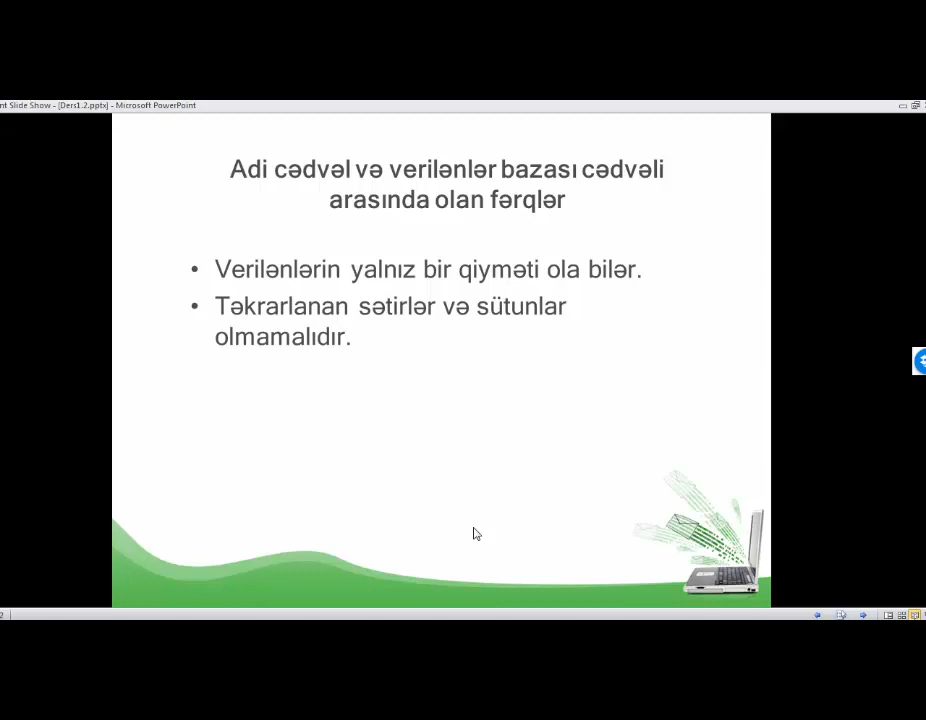 nt Slide Show - [Ders1.2.pptx] - Microsoft PowerPoint
Adi cədvəl və verilənlər bazası cədvəli
arasında olan fərqlər
• Verilənlərin yalnız bir qiyməti ola bilər.
• Təkrarlanan sətirlər və sütunlar
olmamalıdır.
2